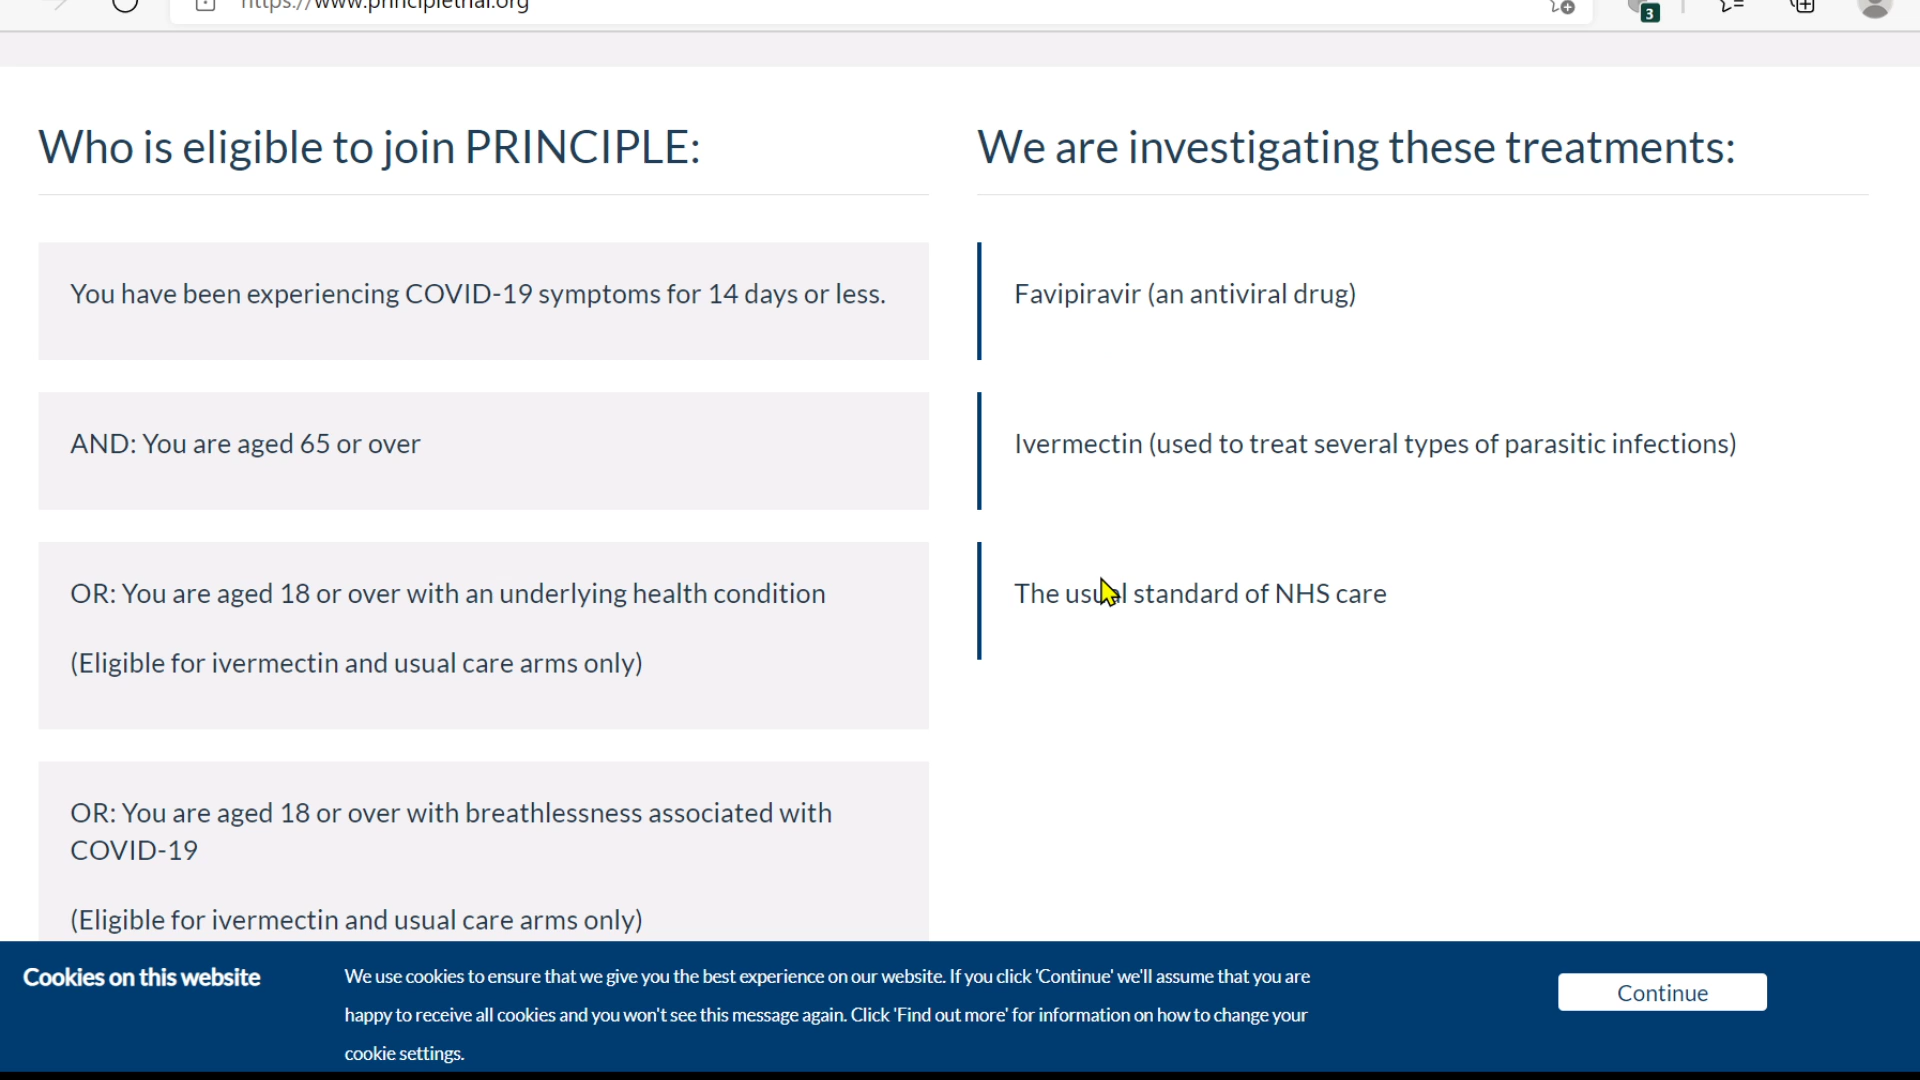 https://www.principletrial.org
3
Who is eligible to join PRINCIPLE:
You have been experiencing COVID-19 symptoms for 14 days or less.
AND: You are aged 65 or over
OR: You are aged 18 or over with an underlying health condition
(Eligible for ivermectin and usual care arms only)
OR: You are aged 18 or over with breathlessness associated with
COVID-19
(Eligible for ivermectin and usual care arms only)
We are investigating these treatments:
Favipiravir (an antiviral drug)
Ivermectin (used to treat several types of parasitic infections)
The usual standard of NHS care
Cookies on this website
We use cookies to ensure that we give you the best experience on our website. If you click 'Continue' we'll assume that you are
happy to receive all cookies and you won't see this message again. Click 'Find out more' for information on how to change your
cookie settings.
Continue